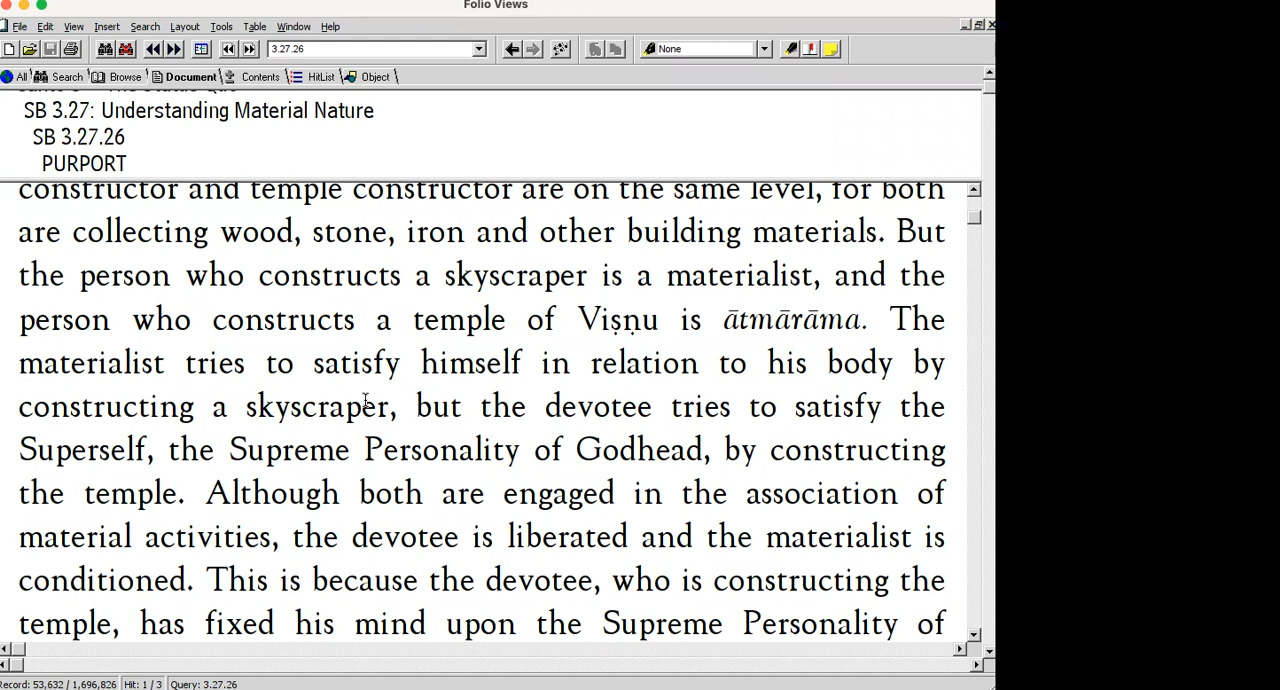 Folio Views
File Edit View Insert Search Layout Tools Table Window Help
3.27.26 None
All Search Browse Document Contents HitList Object
SB 3.27: Understanding Material Nature
SB 3.27.26
PURPORT
constructor and temple constructor are on the same level, for both
are collecting wood, stone, iron and other building materials. But
the person who constructs a skyscraper is a materialist, and the
person who constructs a temple of Viṣṇu is ātmārāma. The
materialist tries to satisfy himself in relation to his body by
constructing a skyscraper, but the devotee tries to satisfy the
Superself, the Supreme Personality of Godhead, by constructing
the temple. Although both are engaged in the association of
material activities, the devotee is liberated and the materialist is
conditioned. This is because the devotee, who is constructing the
temple, has fixed his mind upon the Supreme Personality of
Record: 53,632 / 1,696,826 Hit: 1 / 3 Query: 3.27.26